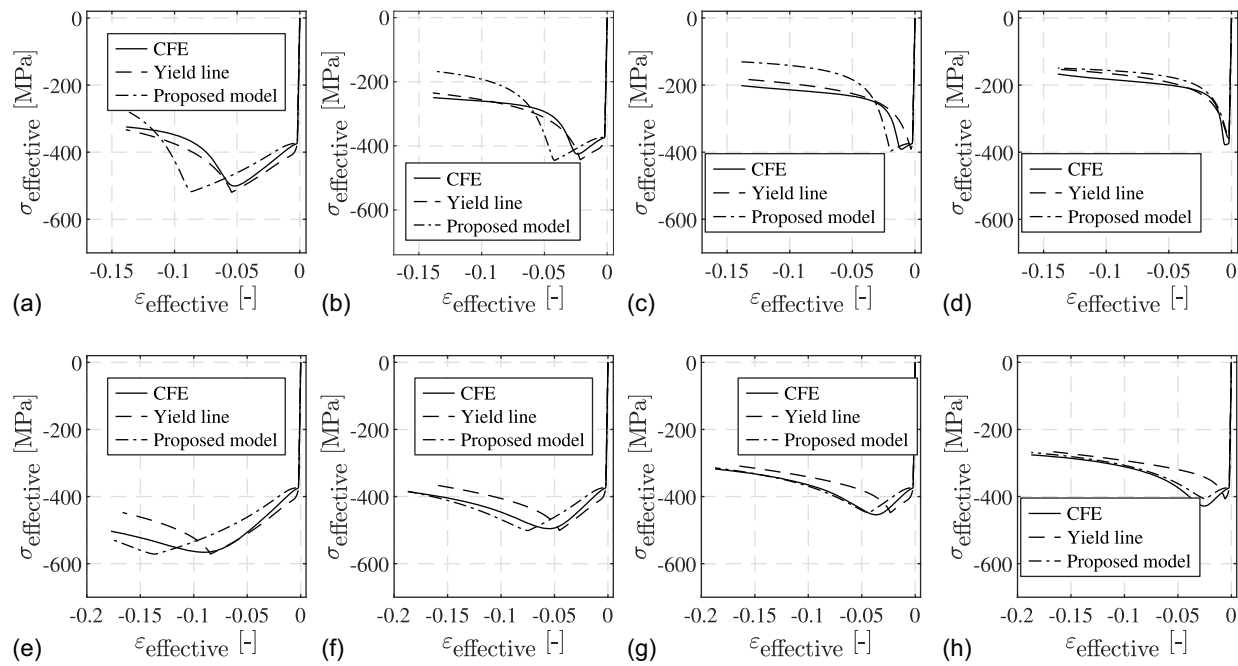 0
-200
-400
-600
-0.15 -0.1 -0.05 0
σeffective [MPa]
εeffective [-]
CFE
Yield line
Proposed model
(a)
0
-200
-400
-600
-0.15 -0.1 -0.05 0
σeffective [MPa]
εeffective [-]
CFE
Yield line
Proposed model
(b)
0
-200
-400
-600
-0.15 -0.1 -0.05 0
σeffective [MPa]
εeffective [-]
CFE
Yield line
Proposed model
(c)
0
-200
-400
-600
-0.15 -0.1 -0.05 0
σeffective [MPa]
εeffective [-]
CFE
Yield line
Proposed model
(d)
0
-200
-400
-600
-0.2 -0.15 -0.1 -0.05 0
σeffective [MPa]
εeffective [-]
CFE
Yield line
Proposed model
(e)
0
-200
-400
-600
-0.2 -0.15 -0.1 -0.05 0
σeffective [MPa]
εeffective [-]
CFE
Yield line
Proposed model
(f)
0
-200
-400
-600
-0.2 -0.15 -0.1 -0.05 0
σeffective [MPa]
εeffective [-]
CFE
Yield line
Proposed model
(g)
0
-200
-400
-600
-0.2 -0.15 -0.1 -0.05 0
σeffective [MPa]
εeffective [-]
CFE
Yield line
Proposed model
(h)